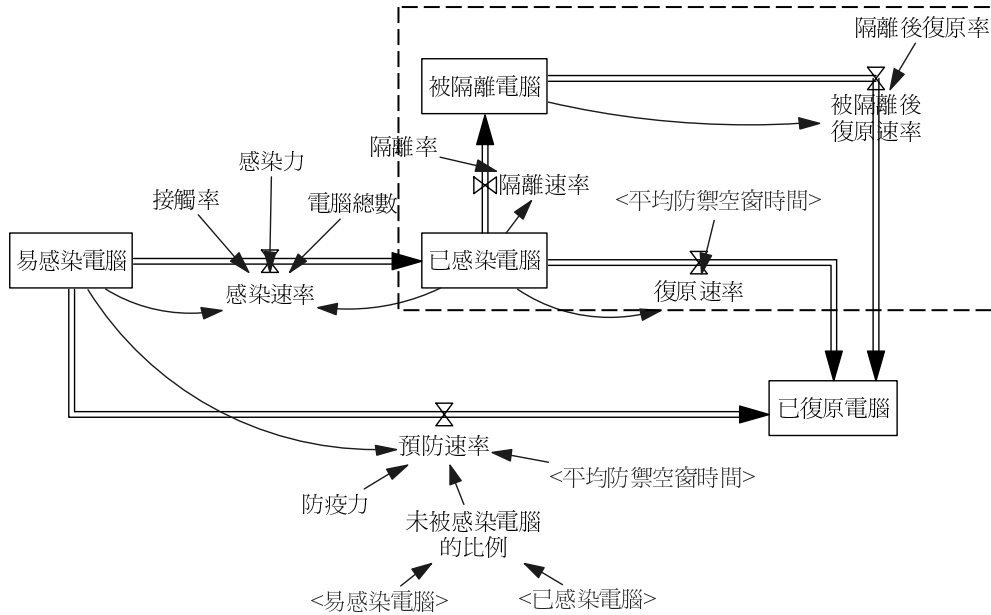 隔離後復原率
被隔離電腦
被隔離後
復原速率
隔離率
感染力
隔離速率
接觸率
電腦總數
<平均防禦空窗時間>
易感染電腦
已感染電腦
感染速率
復原速率
已復原電腦
預防速率
<平均防禦空窗時間>
防疫力
未被感染電腦
的比例
<易感染電腦>
<已感染電腦>